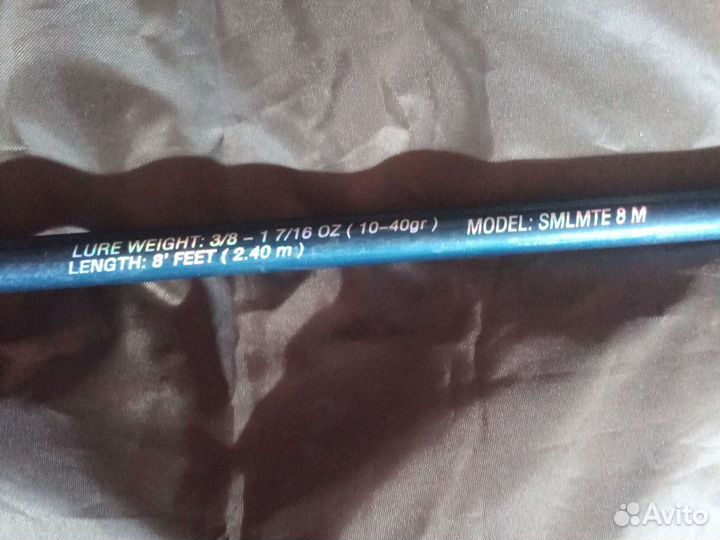 LURE WEIGHT: 3/8 - 1 7/16 OZ ( 10-40gr )
LENGTH: 8' FEET ( 2.40 m )
MODEL: SMLMTE 8 M
Avito